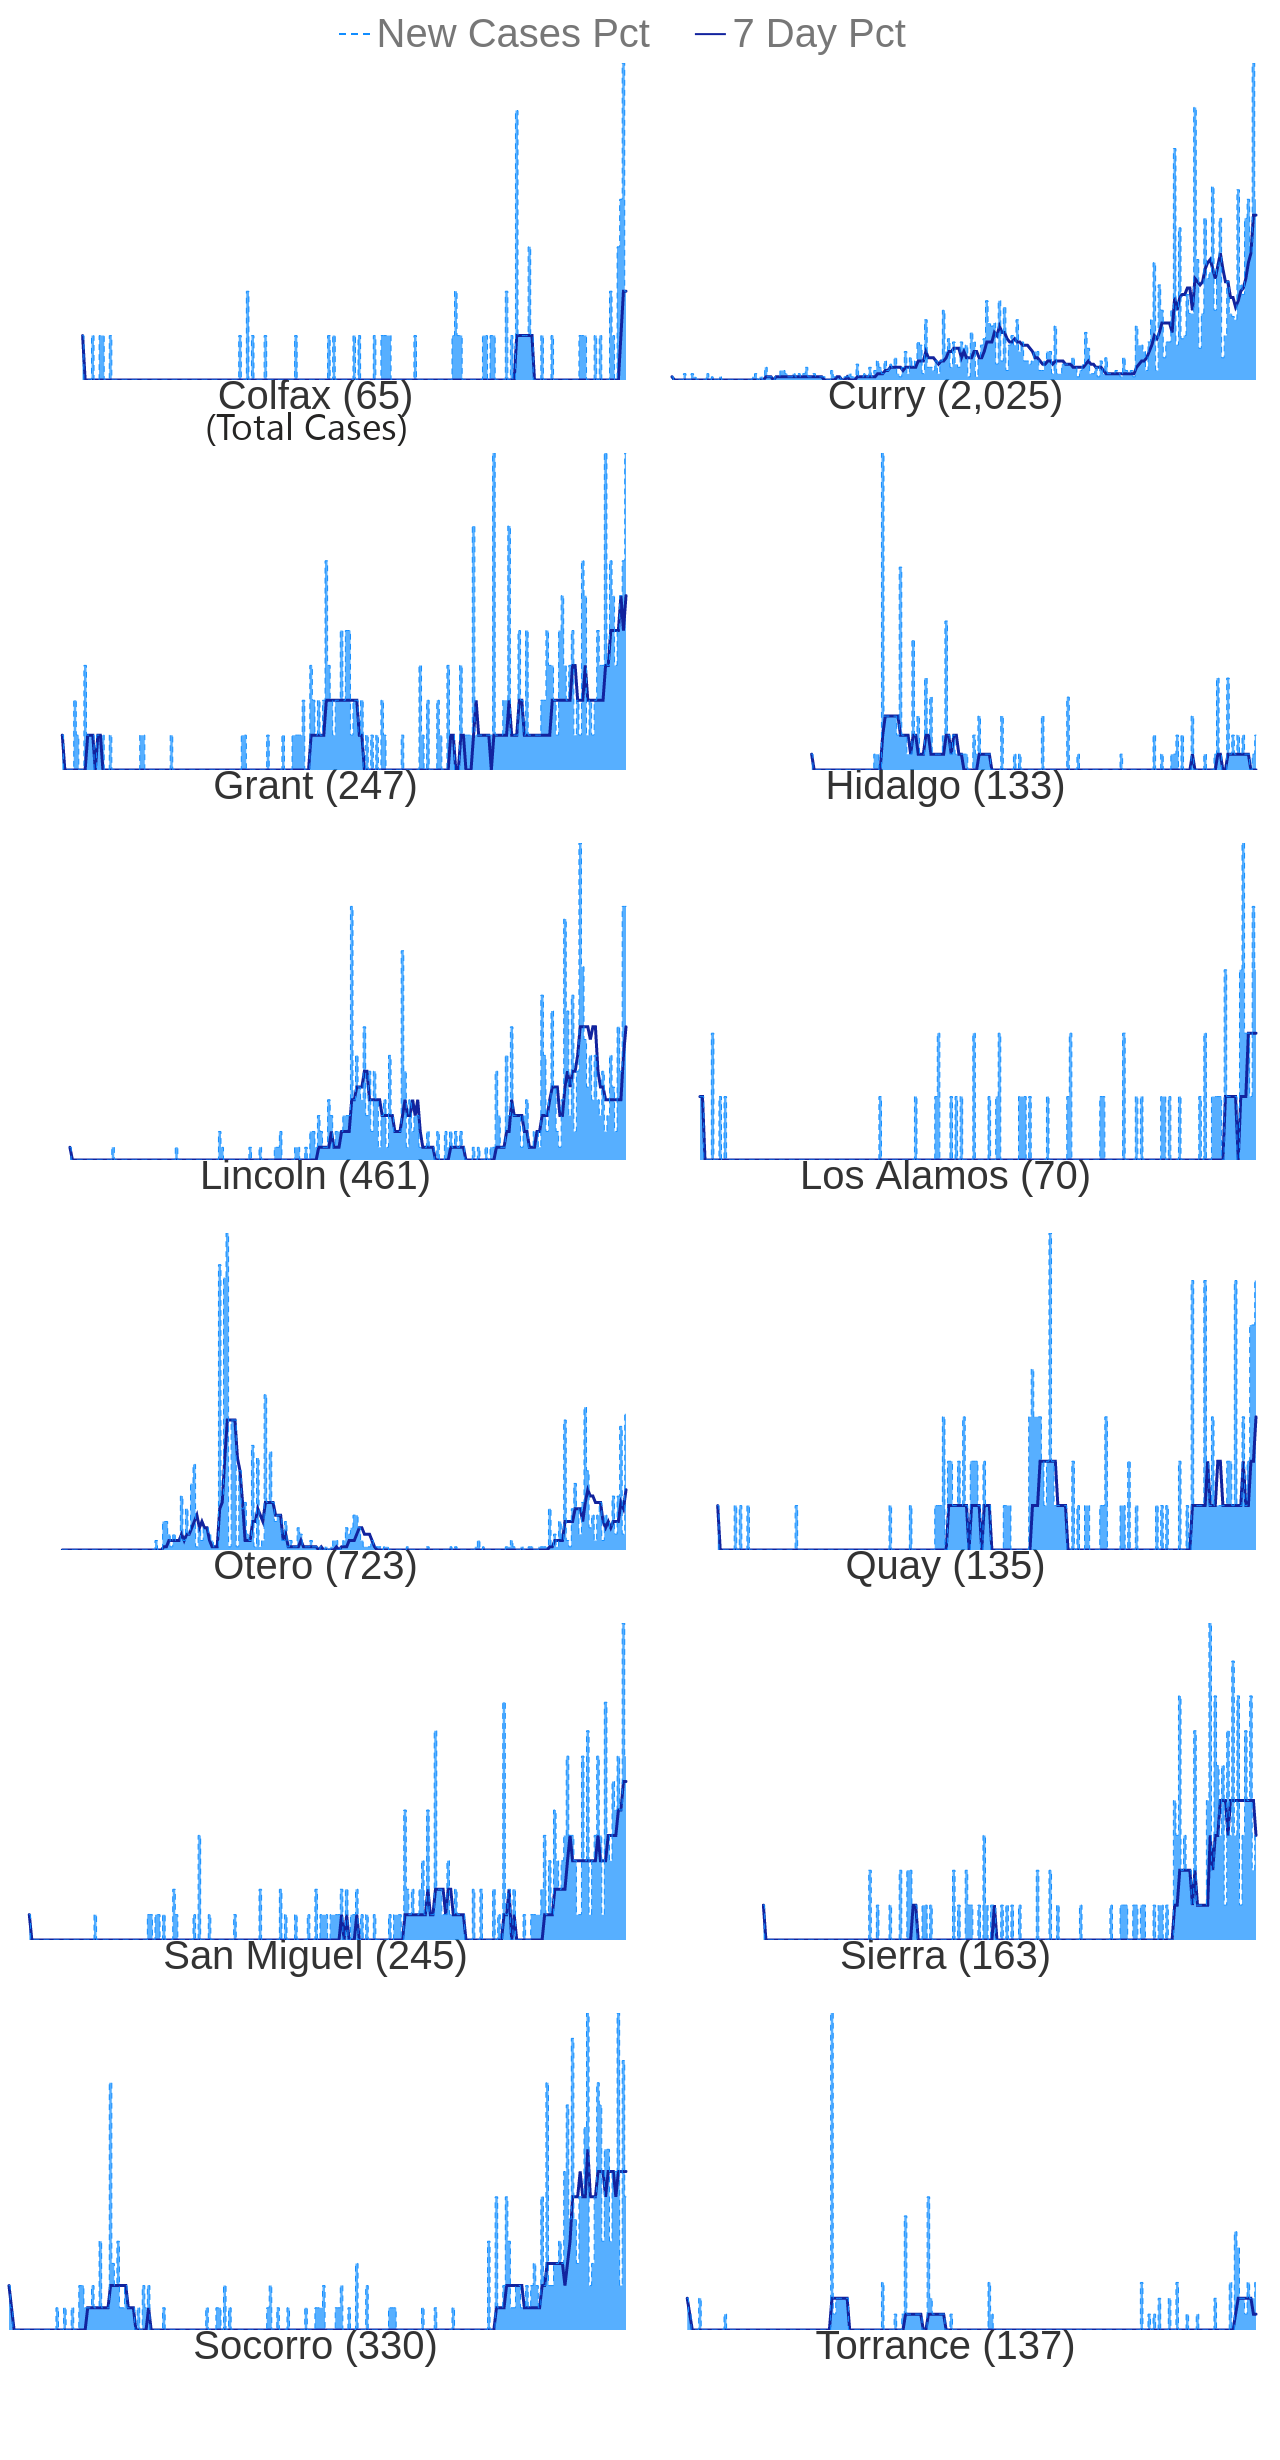 New Cases Pct 7 Day Pct
Colfax (65) Curry (2,025)
(Total Cases)
Grant (247) Hidalgo (133)
Lincoln (461) Los Alamos (70)
Otero (723) Quay (135)
San Miguel (245) Sierra (163)
Socorro (330) Torrance (137)